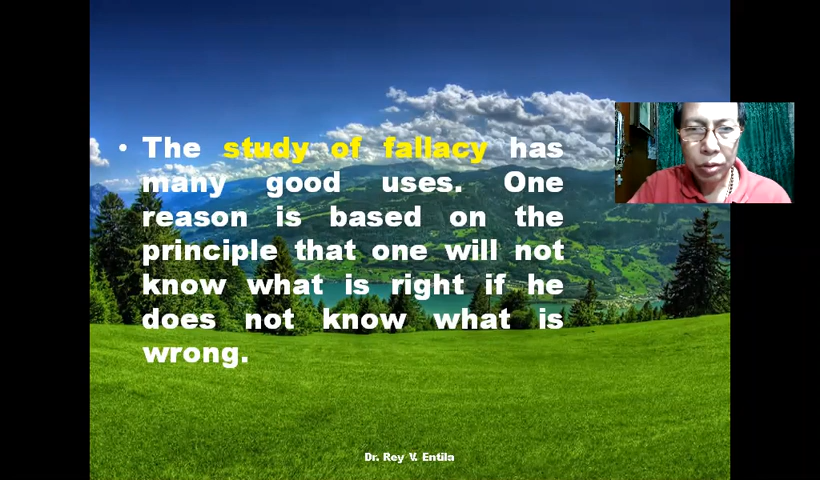 • The study of fallacy has
many good uses. One
reason is based on the
principle that one will not
know what is right if he
does not know what is
wrong.
Dr. Rey V. Entila